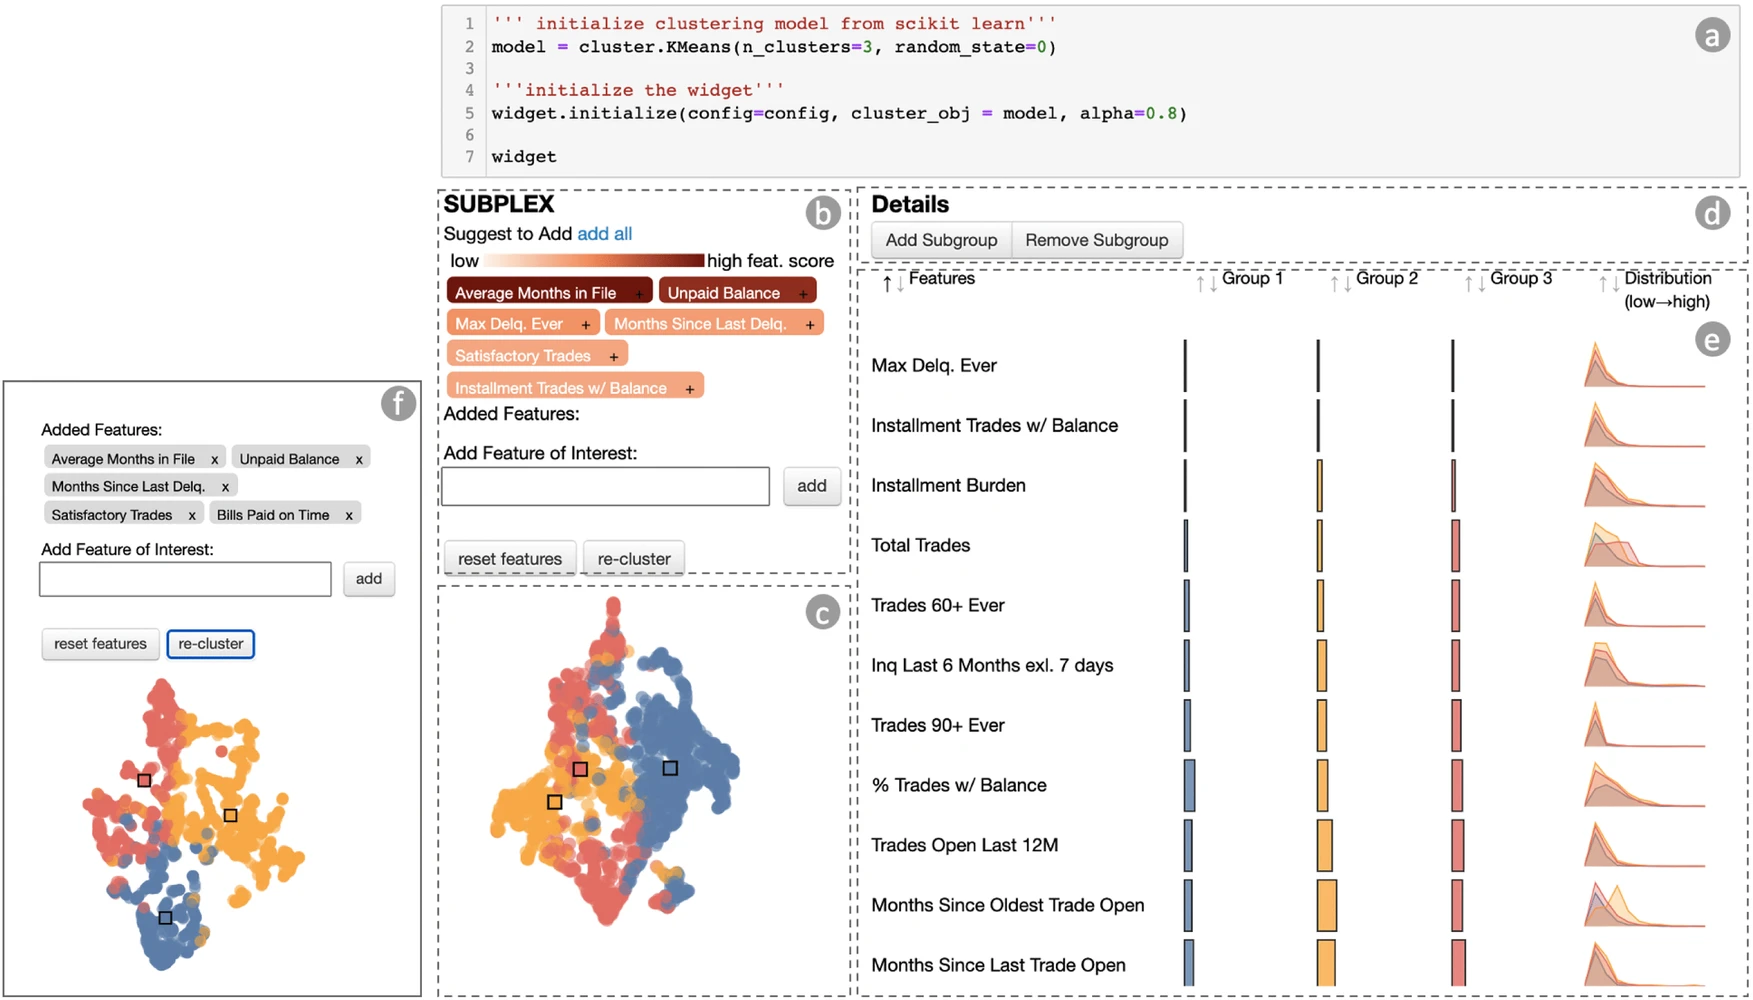 1 ''' initialize clustering model from scikit learn'''
2 model = cluster.KMeans(n_clusters=3, random_state=0)
3
4 '''initialize the widget'''
5 widget.initialize(config=config, cluster_obj = model, alpha=0.8)
6
7 widget
a
SUBPLEX
b
Suggest to Add add all
low high feat. score
Average Months in File + Unpaid Balance +
Max Delq. Ever + Months Since Last Delq. +
Satisfactory Trades +
Installment Trades w/ Balance +
Added Features:
Add Feature of Interest:
add
reset features re-cluster
c
Details
d
Add Subgroup Remove Subgroup
↑↓ Features ↑↓ Group 1 ↑↓ Group 2 ↑↓ Group 3 ↑↓ Distribution
(low→high)
e
Max Delq. Ever
Installment Trades w/ Balance
Installment Burden
Total Trades
Trades 60+ Ever
Inq Last 6 Months exl. 7 days
Trades 90+ Ever
% Trades w/ Balance
Trades Open Last 12M
Months Since Oldest Trade Open
Months Since Last Trade Open
f
Added Features:
Average Months in File x Unpaid Balance x
Months Since Last Delq. x
Satisfactory Trades x Bills Paid on Time x
Add Feature of Interest:
add
reset features re-cluster